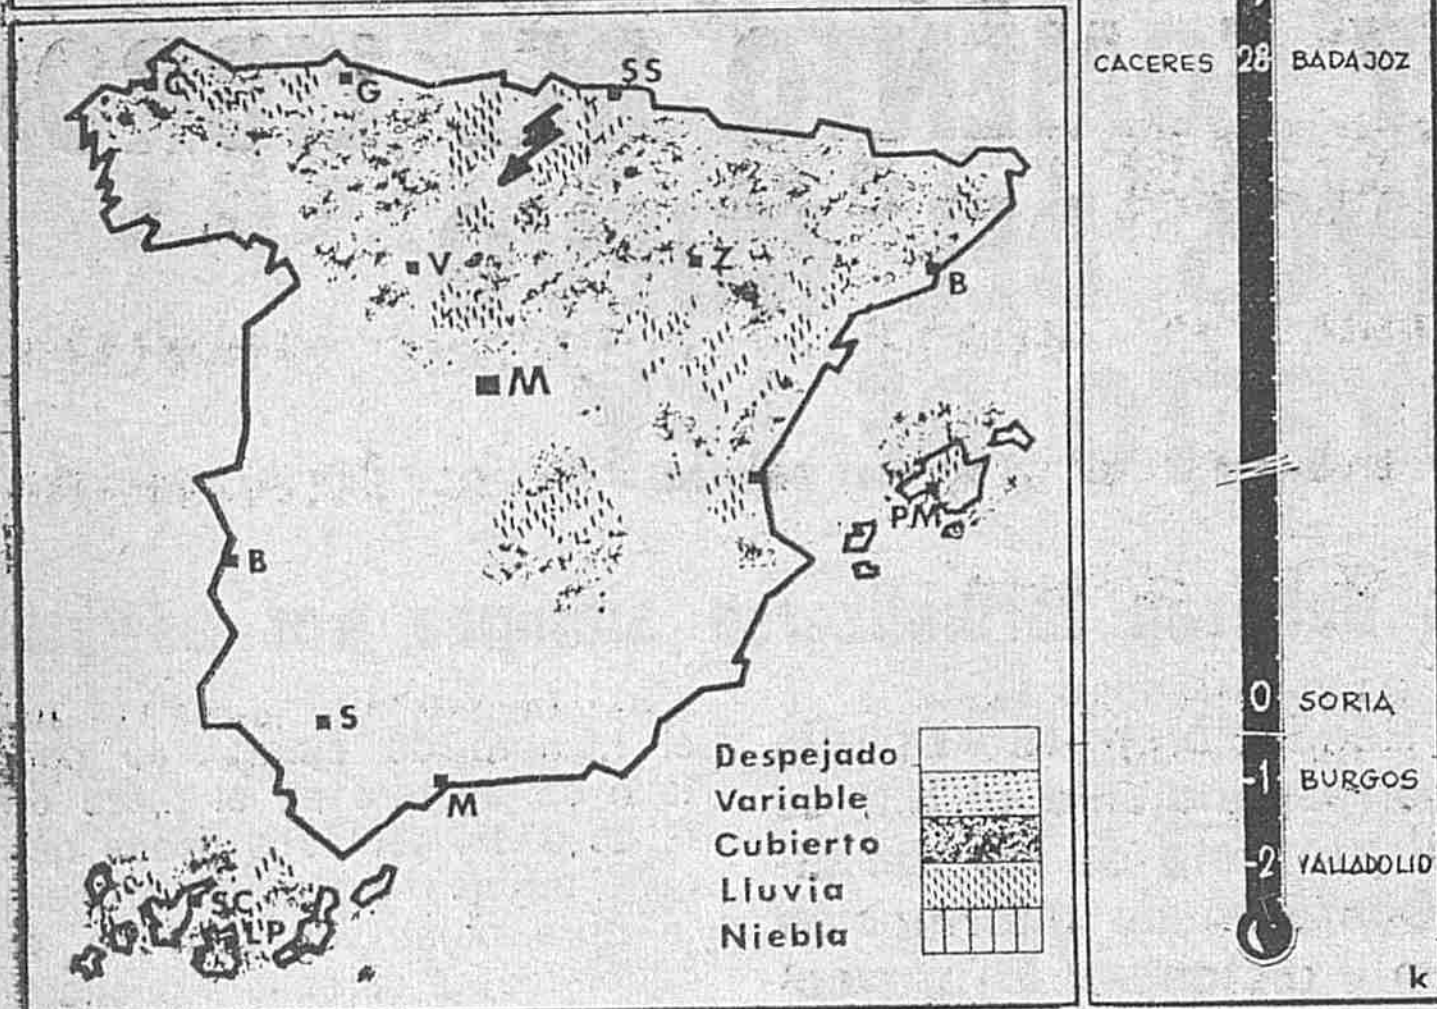 C
G
SS
V
Z
B
M
PM
B
S
M
SC
LP
Despejado
Variable
Cubierto
Lluvia
Niebla
CACERES 28 BADAJOZ
0 SORIA
-1 BURGOS
-2 VALLADOLID
k